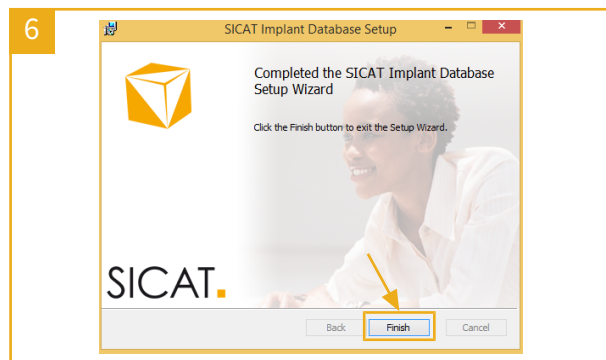 6
SICAT Implant Database Setup
Completed the SICAT Implant Database
Setup Wizard
Click the Finish button to exit the Setup Wizard.
SICAT.
Back Finish Cancel